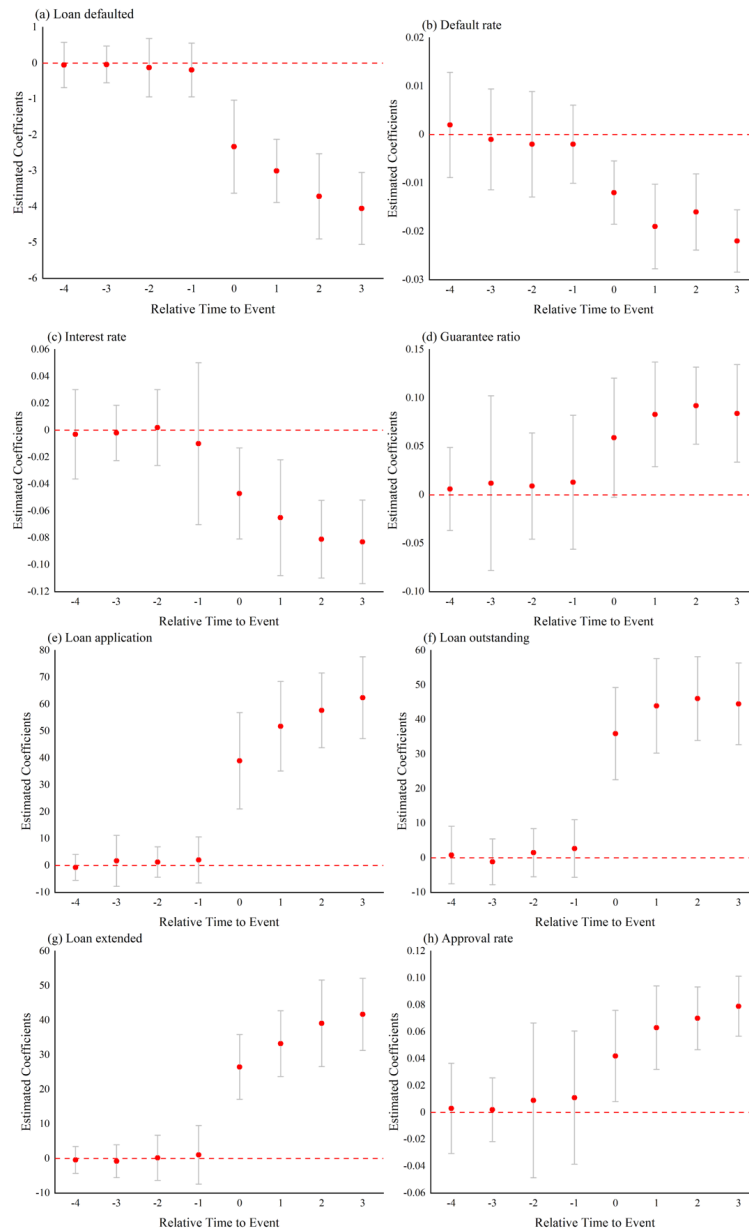 (a) Loan defaulted
Estimated Coefficients
1
0
-1
-2
-3
-4
-5
-6
-4 -3 -2 -1 0 1 2 3
Relative Time to Event
(b) Default rate
Estimated Coefficients
0.02
0.01
0
-0.01
-0.02
-0.03
-4 -3 -2 -1 0 1 2 3
Relative Time to Event
(c) Interest rate
Estimated Coefficients
0.06
0.04
0.02
0
-0.02
-0.04
-0.06
-0.08
-0.10
-0.12
-4 -3 -2 -1 0 1 2 3
Relative Time to Event
(d) Guarantee ratio
Estimated Coefficients
0.15
0.10
0.05
0
-0.05
-0.10
-4 -3 -2 -1 0 1 2 3
Relative Time to Event
(e) Loan application
Estimated Coefficients
80
70
60
50
40
30
20
10
0
-10
-4 -3 -2 -1 0 1 2 3
Relative Time to Event
(f) Loan outstanding
Estimated Coefficients
60
50
40
30
20
10
0
-10
-4 -3 -2 -1 0 1 2 3
Relative Time to Event
(g) Loan extended
Estimated Coefficients
60
50
40
30
20
10
0
-10
-4 -3 -2 -1 0 1 2 3
Relative Time to Event
(h) Approval rate
Estimated Coefficients
0.12
0.10
0.08
0.06
0.04
0.02
0
-0.02
-0.04
-0.06
-4 -3 -2 -1 0 1 2 3
Relative Time to Event